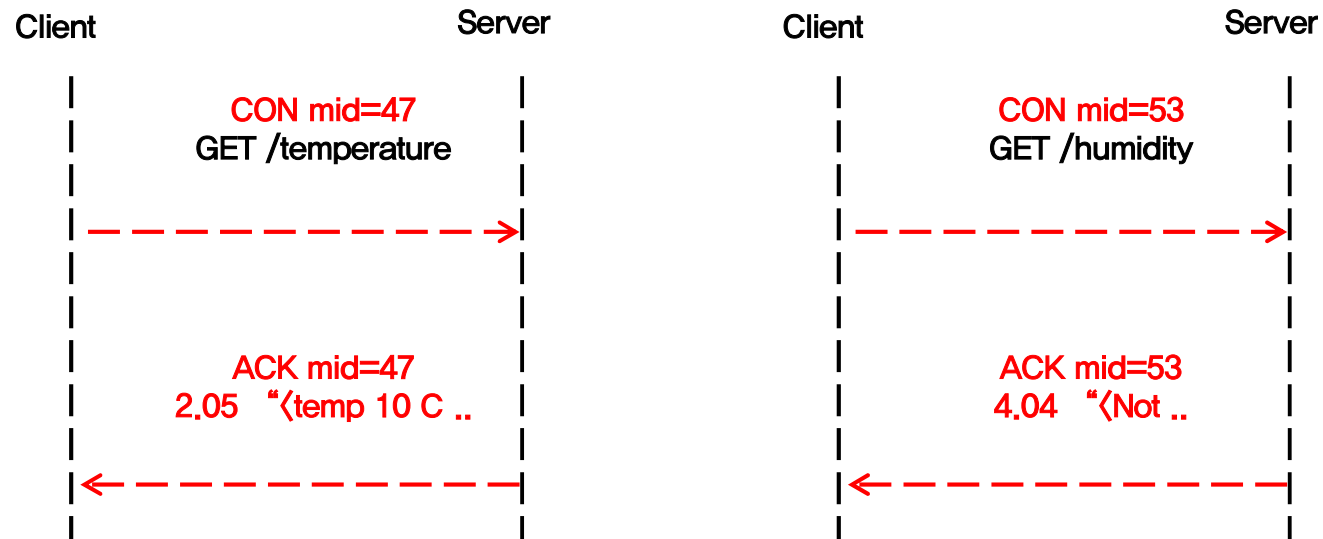 Client
Server
CON mid=47
GET /temperature
ACK mid=47
2.05 “〈temp 10 C ..
Client
Server
CON mid=53
GET /humidity
ACK mid=53
4.04 “〈Not ..